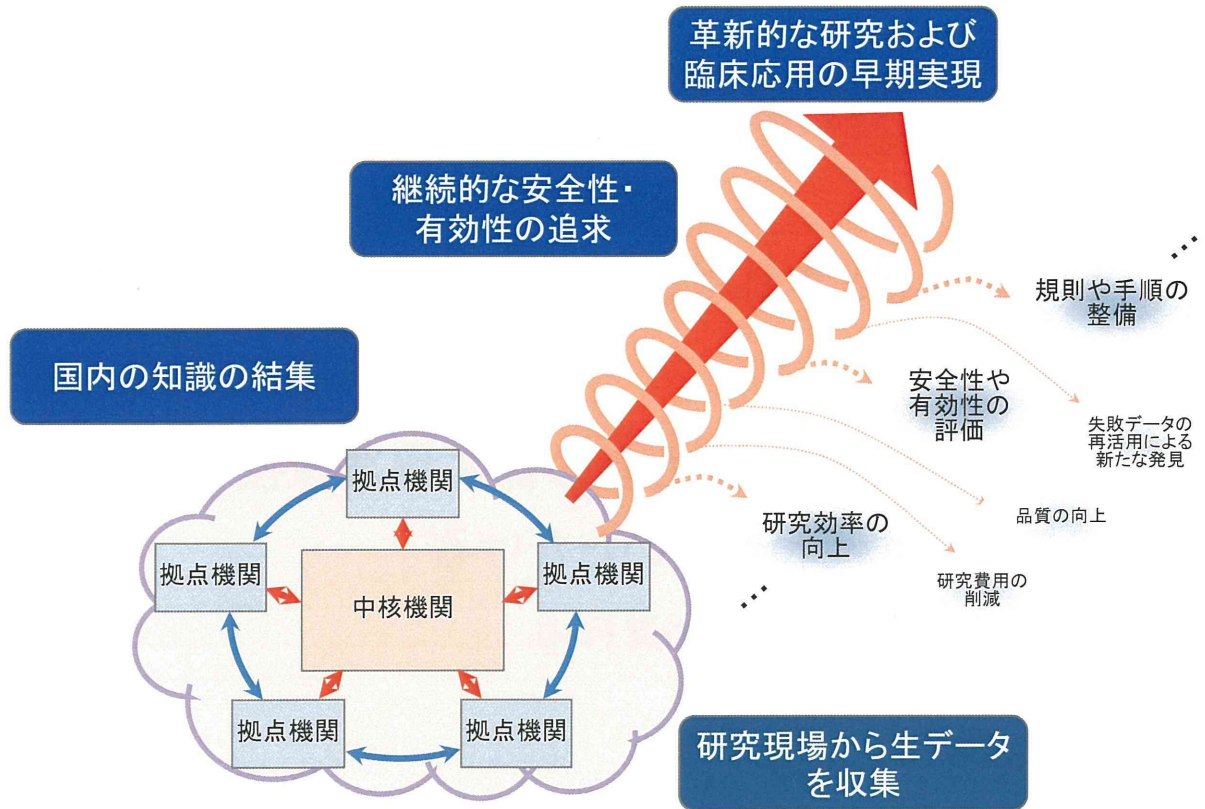 革新的な研究および
臨床応用の早期実現
継続的な安全性・
有効性の追求
国内の知識の結集
規則や手順の
整備
安全性や
有効性の
評価
失敗データの
再活用による
新たな発見
研究効率の
向上
品質の向上
研究費用の
削減
拠点機関
拠点機関
拠点機関
中核機関
拠点機関
拠点機関
研究現場から生データ
を収集